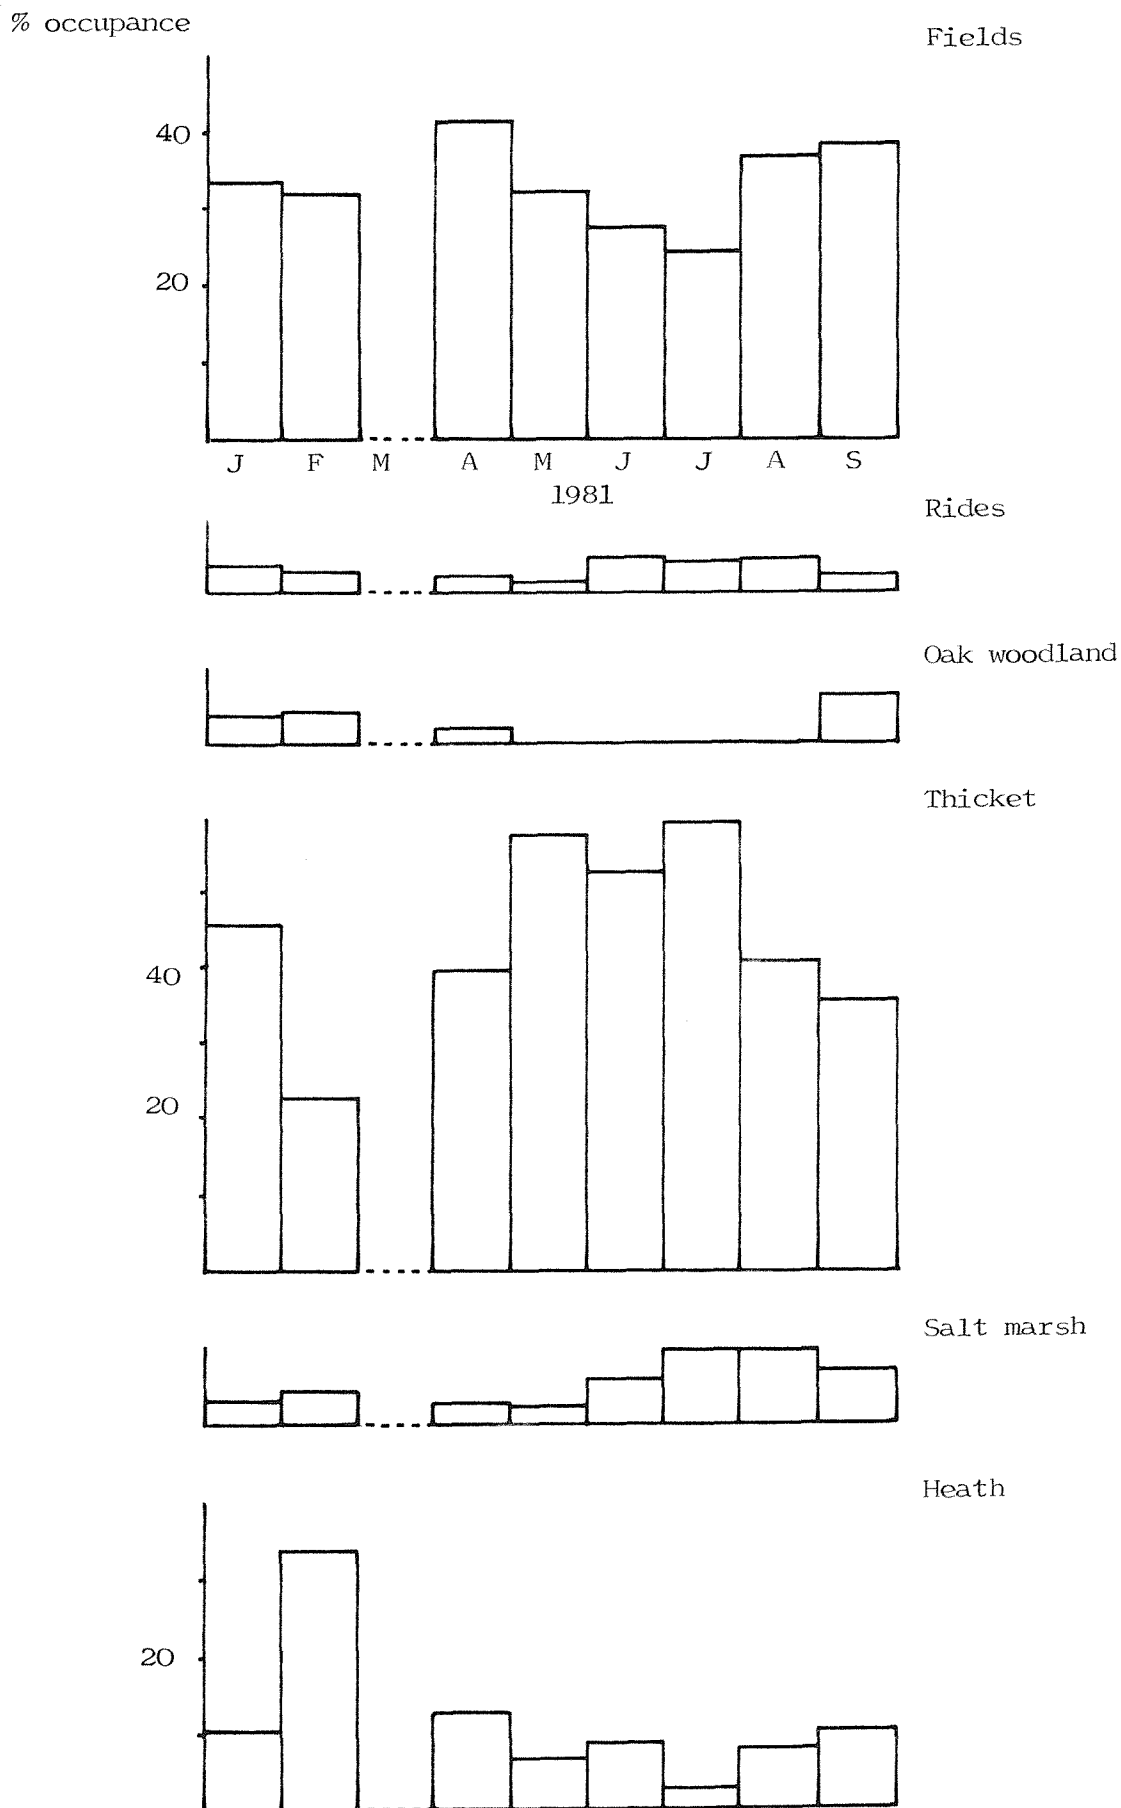 % occupance
Fields
40
20
J F M A M J J A S
1981
Rides
Oak woodland
Thicket
40
20
Salt marsh
Heath
20